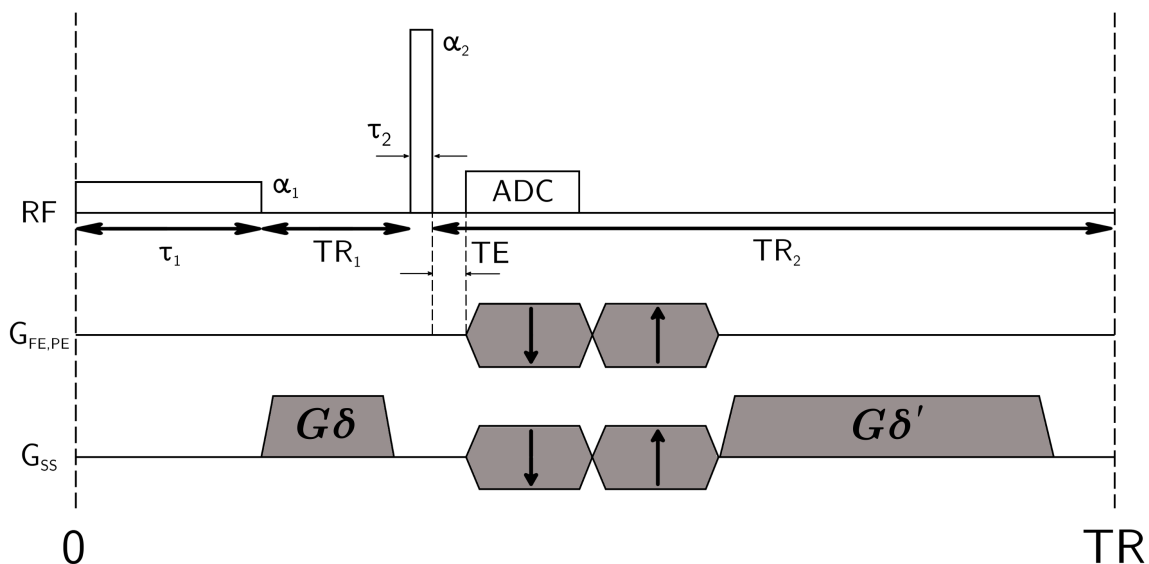 α₂
τ₂
α₁
ADC
RF
τ₁
TR₁
TE
TR₂
G_FE,PE
Gδ
Gδ′
G_SS
0
TR